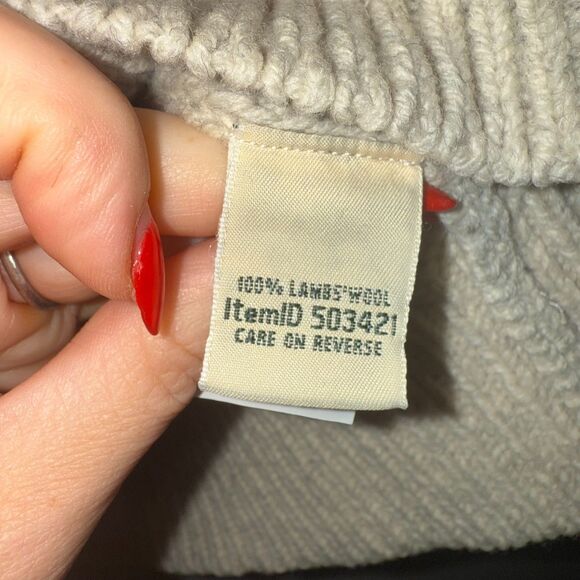 100% LAMBS'WOOL
ItemID 503421
CARE ON REVERSE